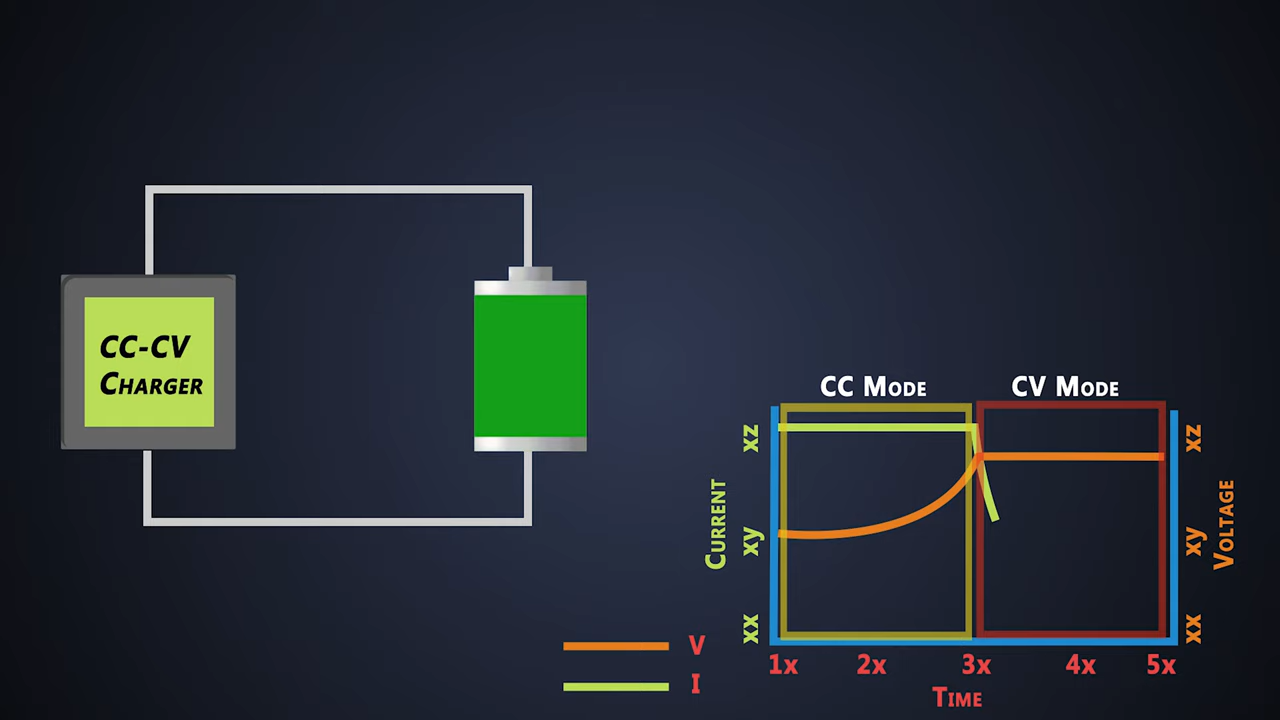 CC-CV
CHARGER
CC MODE
CV MODE
CURRENT
xz
xy
xx
xz
xy
xx
VOLTAGE
V
I
1x 2x 3x 4x 5x
TIME